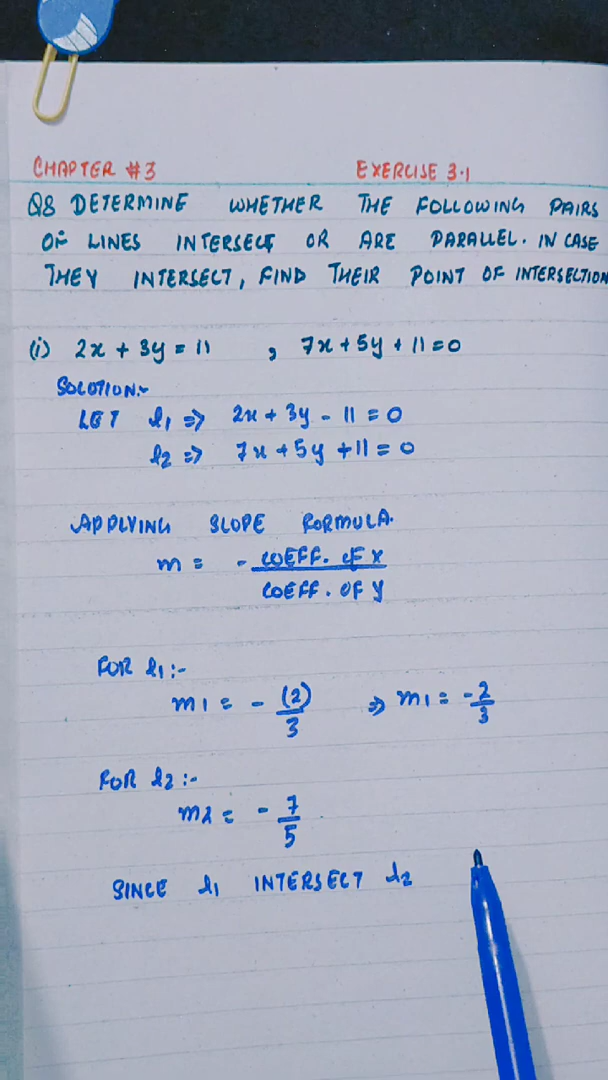 CHAPTER #3 EXERCISE 3.1
Q8 DETERMINE WHETHER THE FOLLOWING PAIRS
OF LINES INTERSECT OR ARE PARALLEL. IN CASE
THEY INTERSECT, FIND THEIR POINT OF INTERSECTION
(i) 2x + 3y = 11 , 7x + 5y + 11 = 0
SOLUTION:-
LET l1 => 2x + 3y - 11 = 0
l2 => 7x + 5y + 11 = 0
APPLYING SLOPE FORMULA.
m = - COEFF. OF X
COEFF. OF Y
FOR l1 :-
m1 = - (2)/3 => m1 = -2/3
FOR l2 :-
m2 = - 7/5
SINCE l1 INTERSECT l2